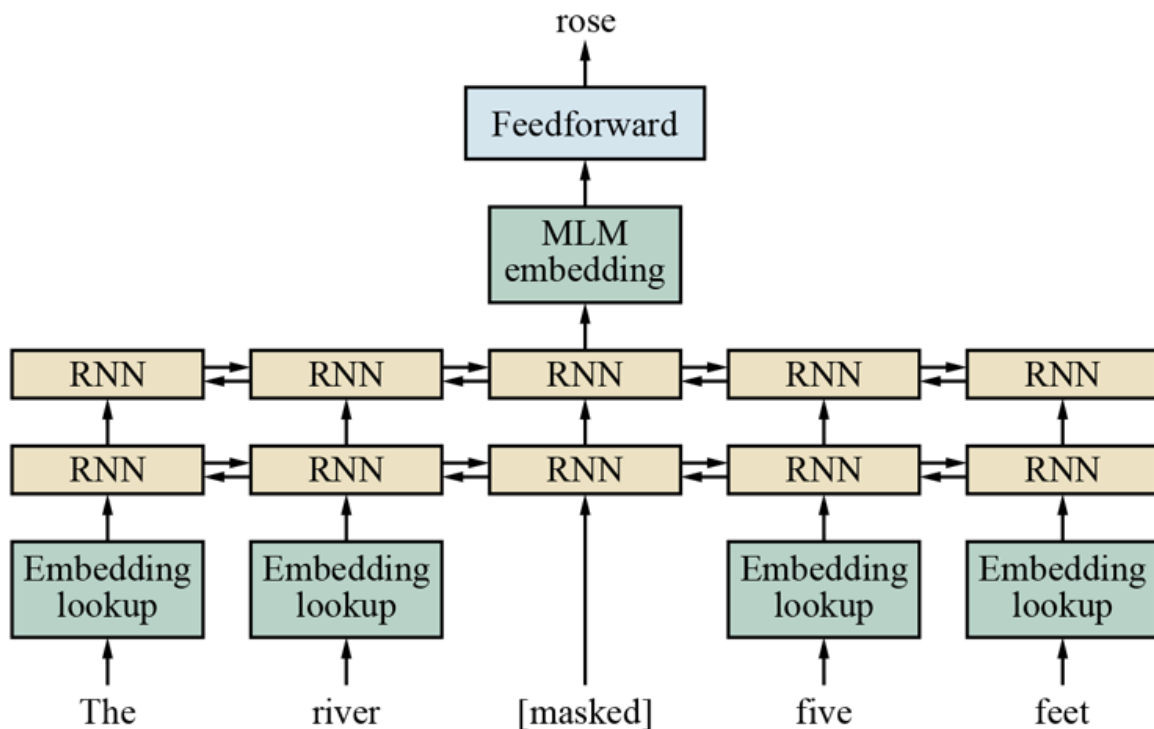 rose
Feedforward
MLM
embedding
RNN RNN RNN RNN RNN
RNN RNN RNN RNN RNN
Embedding Embedding Embedding Embedding
lookup lookup lookup lookup
The river [masked] five feet